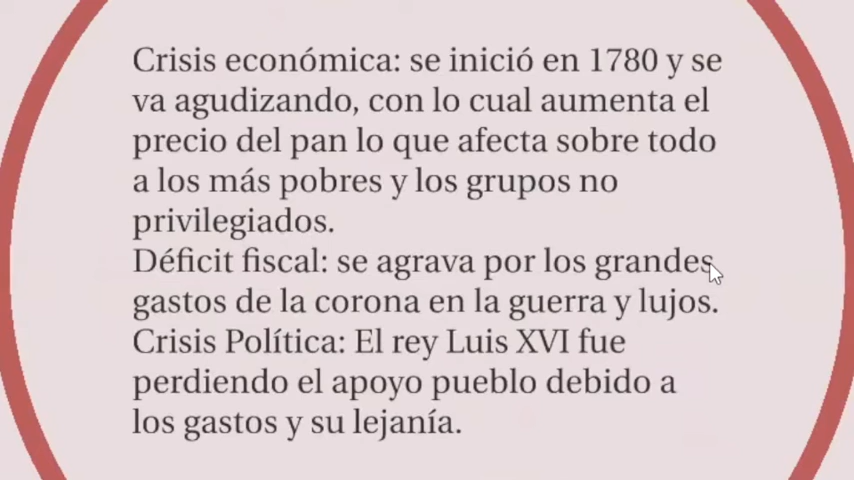 Crisis económica: se inició en 1780 y se
va agudizando, con lo cual aumenta el
precio del pan lo que afecta sobre todo
a los más pobres y los grupos no
privilegiados.
Déficit fiscal: se agrava por los grandes
gastos de la corona en la guerra y lujos.
Crisis Política: El rey Luis XVI fue
perdiendo el apoyo pueblo debido a
los gastos y su lejanía.